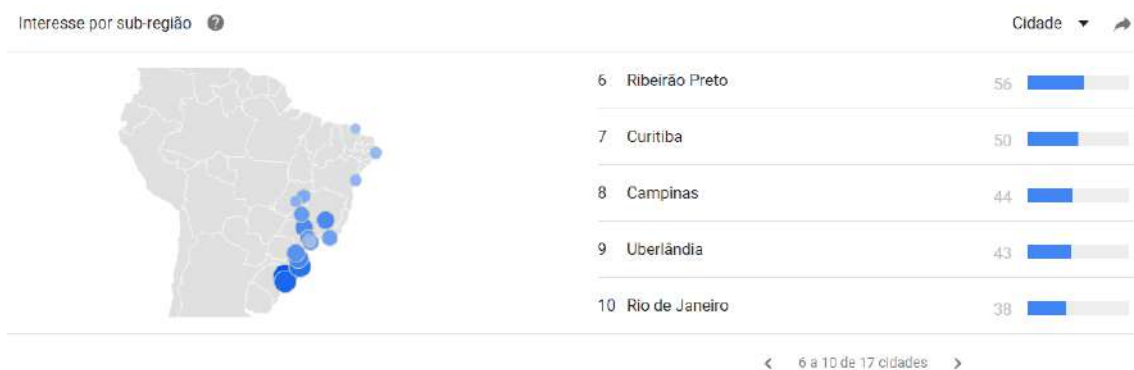 Interesse por sub-região
Cidade
6 Ribeirão Preto 56
7 Curitiba 50
8 Campinas 44
9 Uberlândia 43
10 Rio de Janeiro 38
6 a 10 de 17 cidades